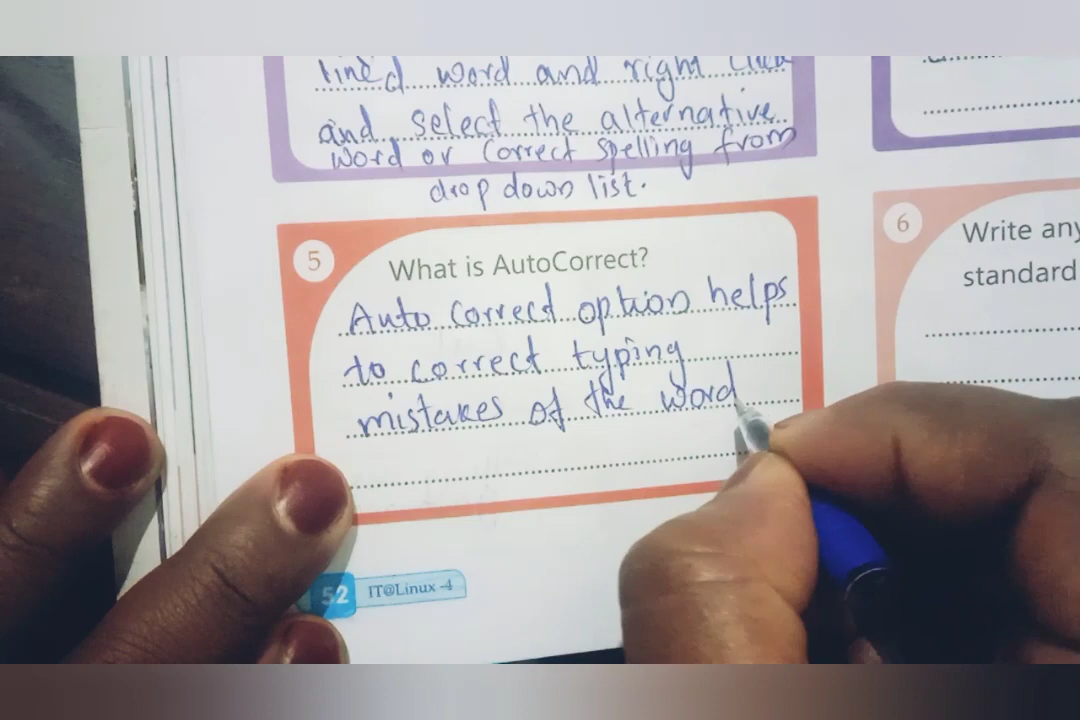 lined word and right click
and select the alternative
word or correct spelling from
drop down list.
5
What is AutoCorrect?
Auto correct option helps
to correct typing
mistakes of the word
6
Write any
standard
52 IT@Linux -4